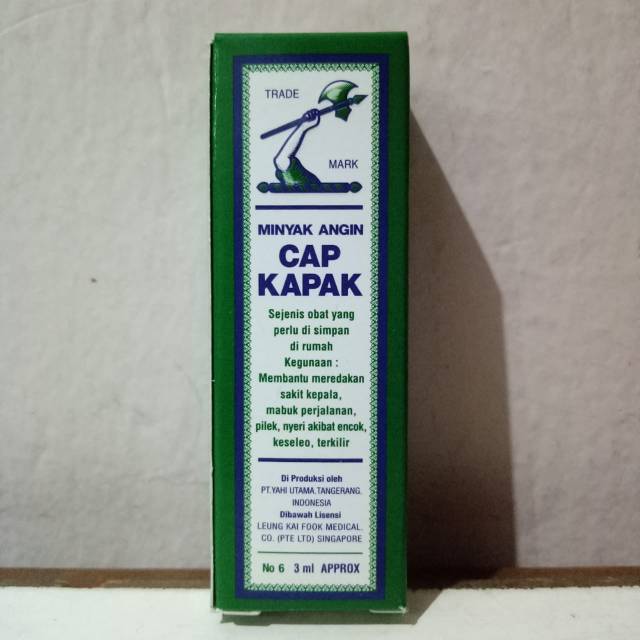 TRADE
MARK
MINYAK ANGIN
CAP
KAPAK
Sejenis obat yang
perlu di simpan
di rumah
Kegunaan :
Membantu meredakan
sakit kepala,
mabuk perjalanan,
pilek, nyeri akibat encok,
keseleo, terkilir
Di Produksi oleh
PT.YAHI UTAMA.TANGERANG.
INDONESIA
Dibawah Lisensi
LEUNG KAI FOOK MEDICAL.
CO. (PTE LTD) SINGAPORE
No 6 3 ml APPROX